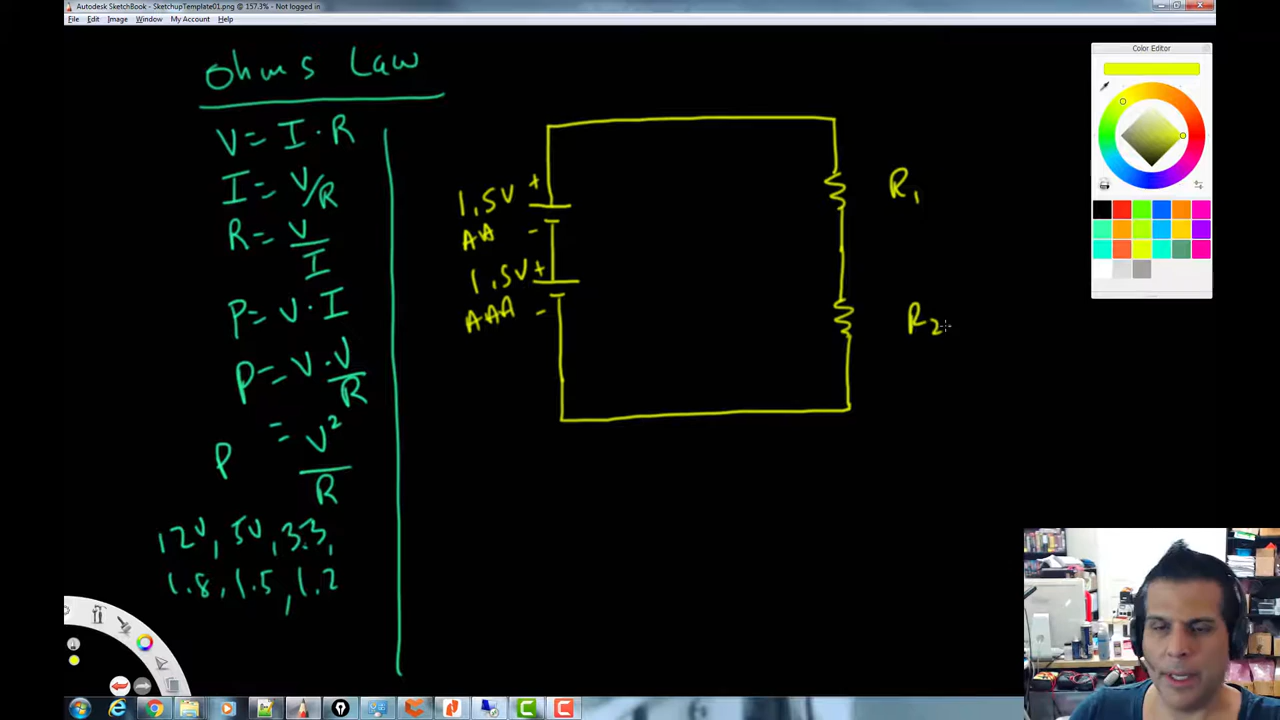 Autodesk SketchBook - SketchupTemplate01.png @ 157.3% - Not logged in
File Edit Image Window My Account Help
Color Editor
Ohms Law
V = I · R
I = V/R
R = V/I
P = V · I
P = V · V/R
P = V²/R
12V, 5V, 3.3,
1.8, 1.5, 1.2
1.5V +
AA -
1.5V +
AAA -
R1
R2